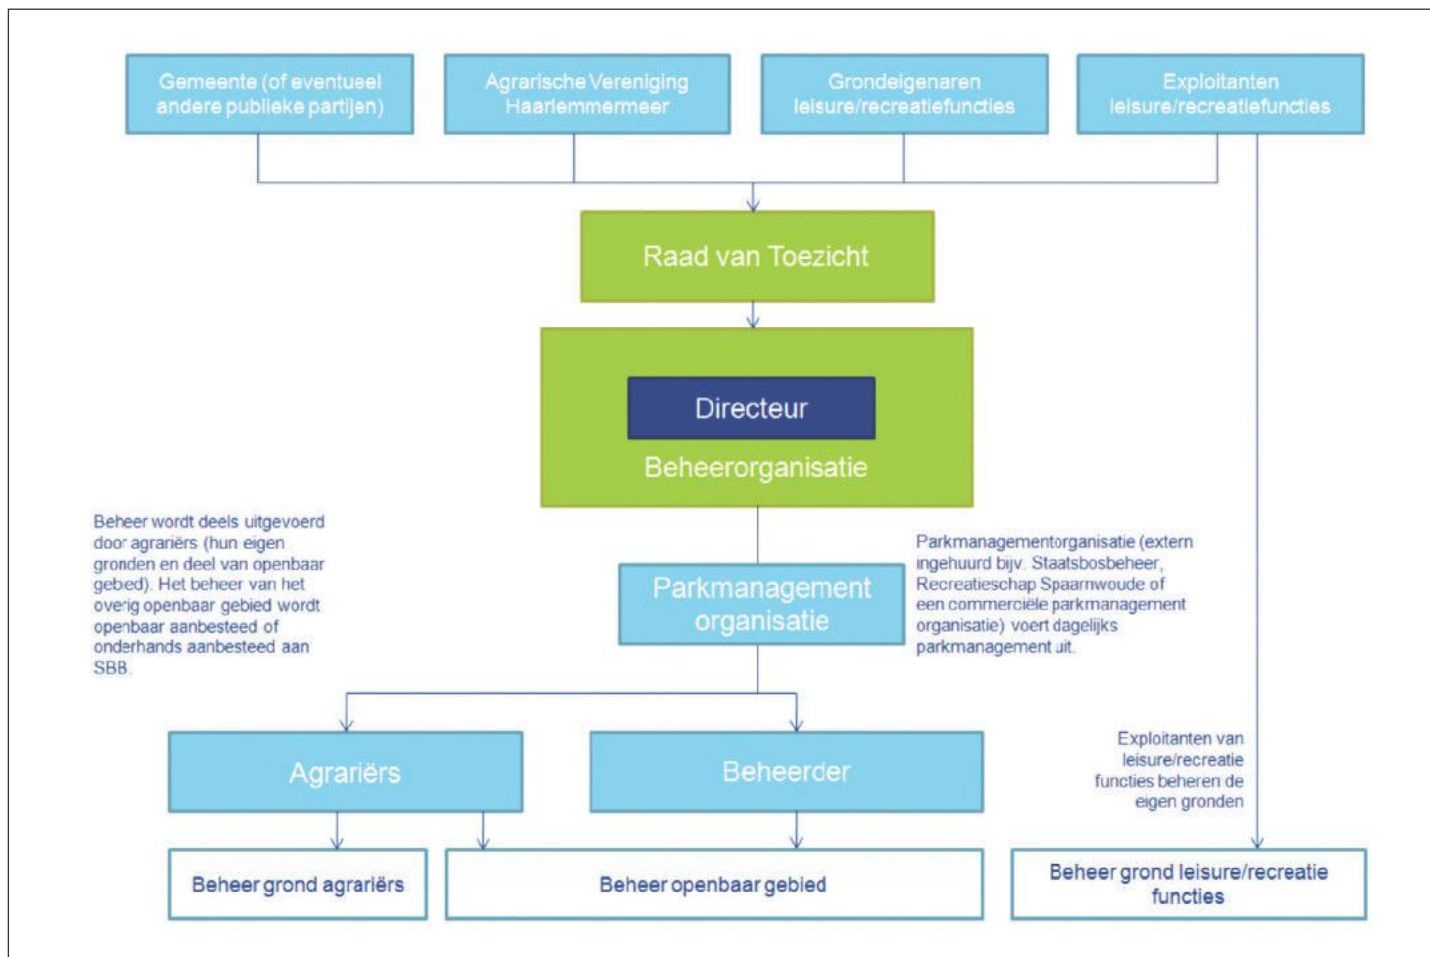 Gemeente (of eventueel
andere publieke partijen)
Agrarische Vereniging
Haarlemmermeer
Grondeigenaren
leisure/recreatiefuncties
Exploitanten
leisure/recreatiefuncties
Raad van Toezicht
Directeur
Beheerorganisatie
Beheer wordt deels uitgevoerd
door agrariërs (hun eigen
gronden en deel van openbaar
gebied). Het beheer van het
overig openbaar gebied wordt
openbaar aanbesteed of
onderhands aanbesteed aan
SBB.
Parkmanagement
organisatie
Parkmanagementorganisatie (extern
ingehuurd bijv. Staatsbosbeheer,
Recreatieschap Spaarnwoude of
een commerciële parkmanagement
organisatie) voert dagelijks
parkmanagement uit.
Agrariërs
Beheerder
Exploitanten van
leisure/recreatie
functies beheren de
eigen gronden
Beheer grond agrariërs
Beheer openbaar gebied
Beheer grond leisure/recreatie
functies